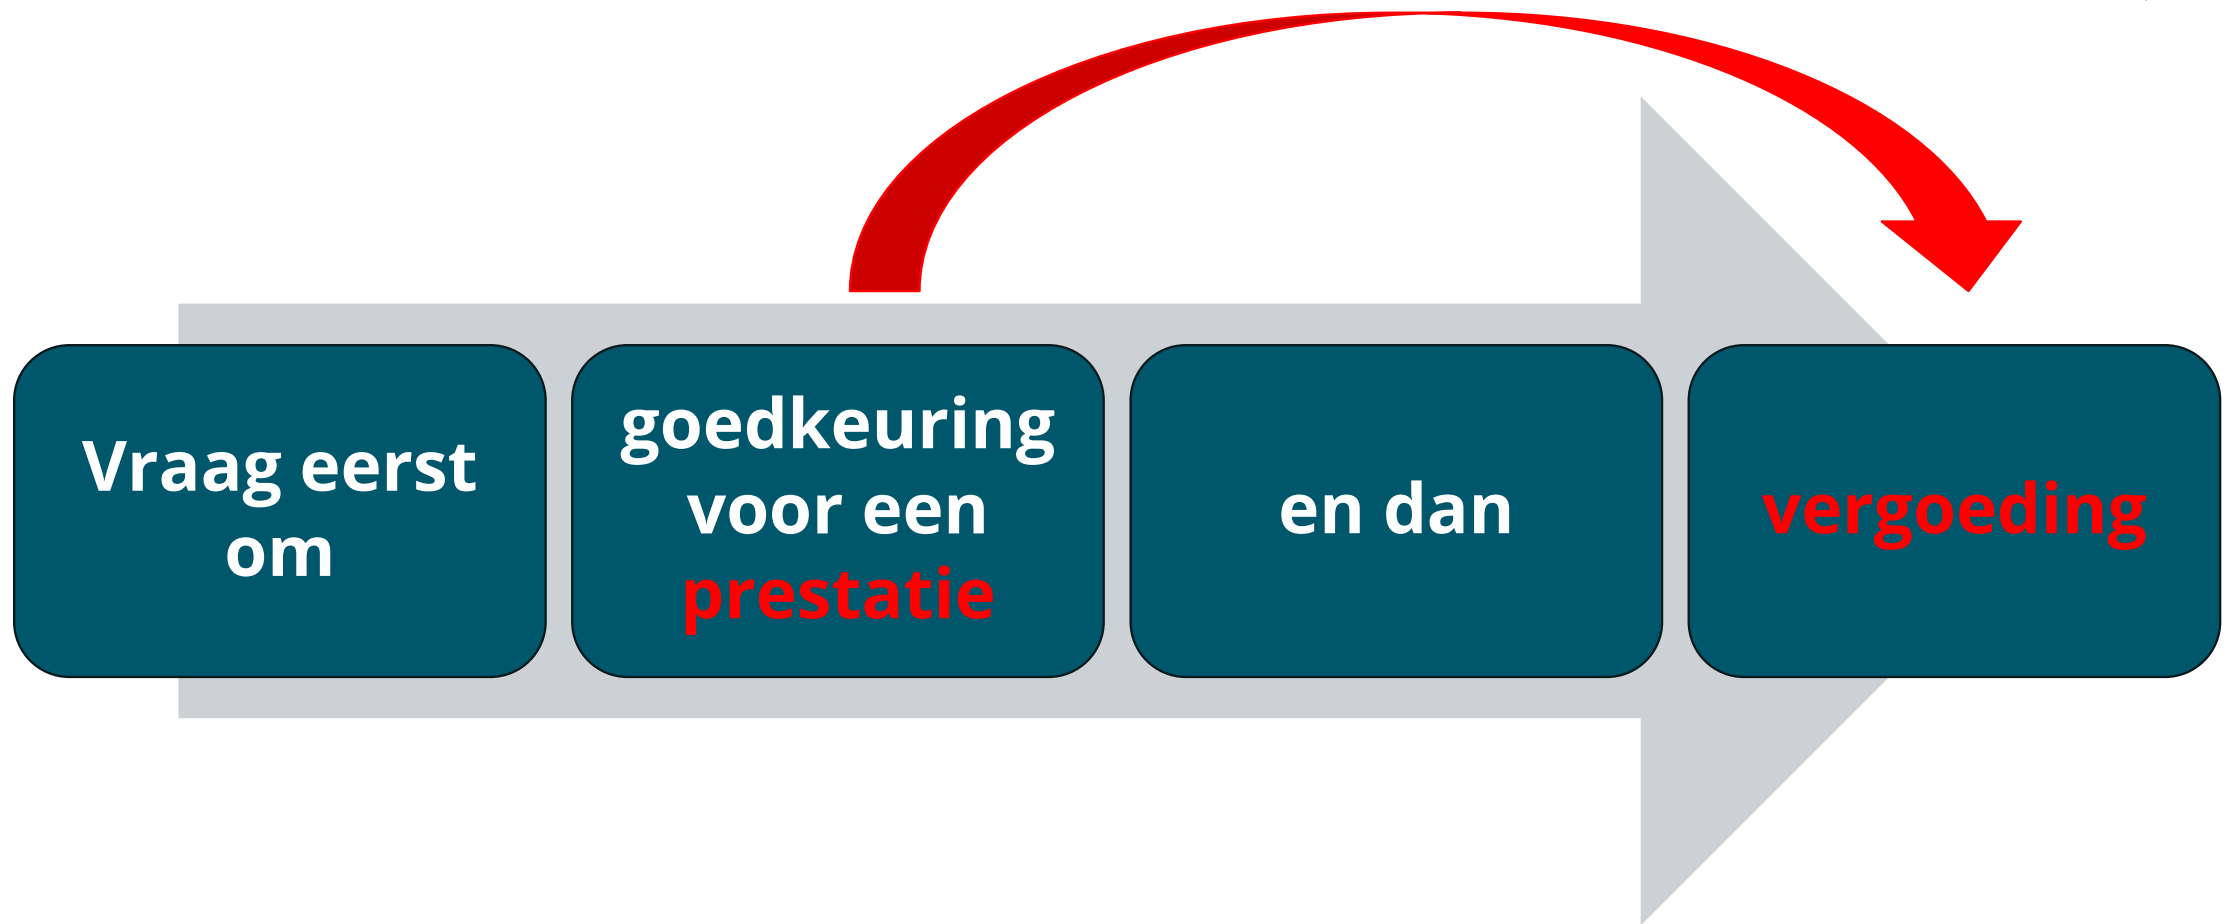 Vraag eerst
om
goedkeuring
voor een
prestatie
en dan
vergoeding